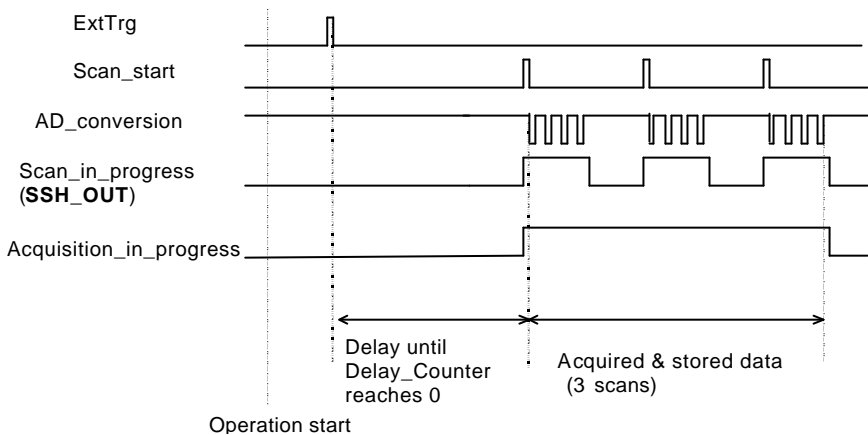 ExtTrg
Scan_start
AD_conversion
Scan_in_progress
(SSH_OUT)
Acquisition_in_progress
Delay until
Delay_Counter
reaches 0
Acquired & stored data
(3 scans)
Operation start